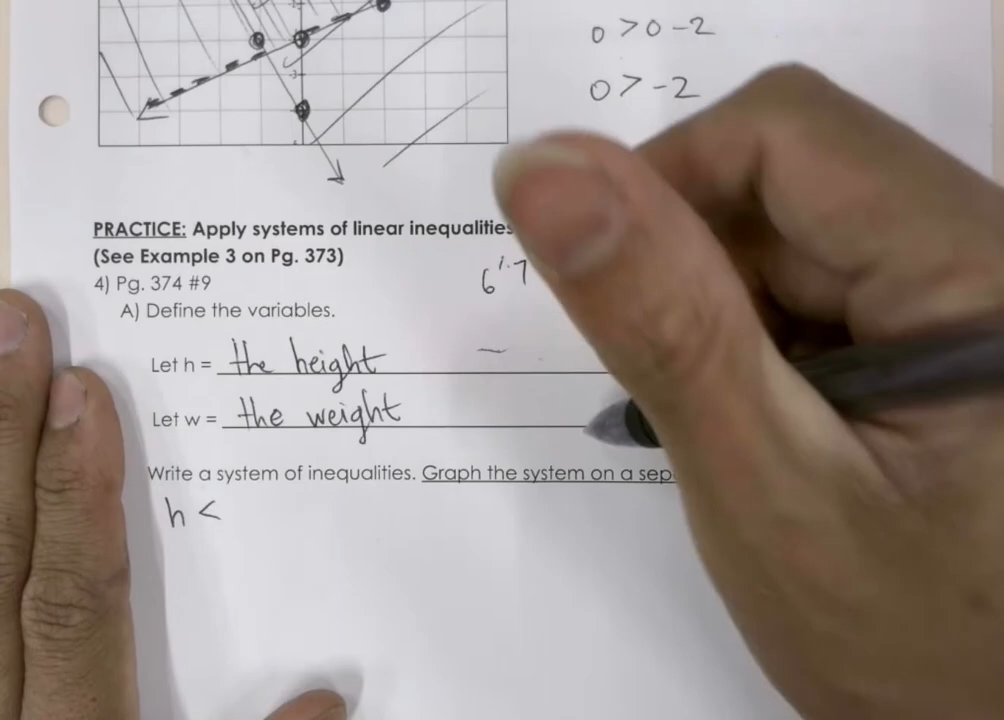 0 > 0 - 2
0 > -2
PRACTICE: Apply systems of linear inequalities
(See Example 3 on Pg. 373)
4) Pg. 374 #9
6'7
A) Define the variables.
Let h = the height
Let w = the weight
Write a system of inequalities. Graph the system on a sep
h <